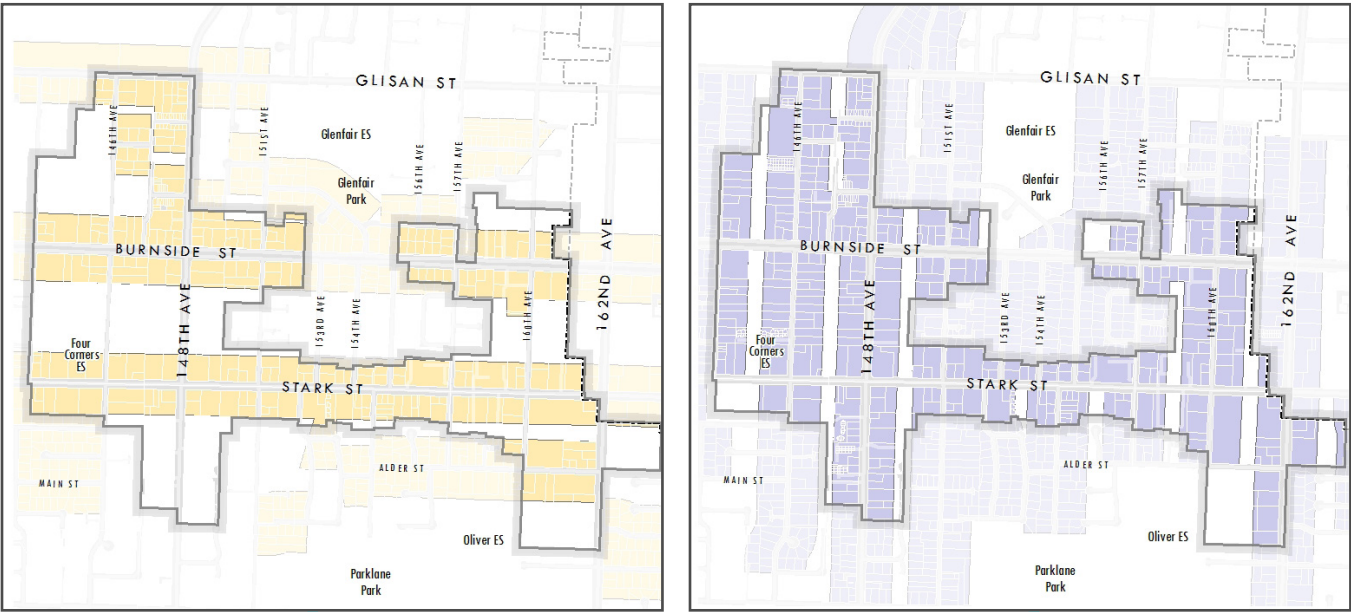 GLISAN ST
146TH AVE
151ST AVE
Glenfair ES
156TH AVE
157TH AVE
Glenfair
Park
162ND AVE
BURNSIDE ST
148TH AVE
153RD AVE
154TH AVE
160TH AVE
Four
Corners
ES
STARK ST
ALDER ST
MAIN ST
Oliver ES
Parklane
Park
GLISAN ST
146TH AVE
151ST AVE
Glenfair ES
156TH AVE
157TH AVE
Glenfair
Park
162ND AVE
BURNSIDE ST
148TH AVE
153RD AVE
154TH AVE
160TH AVE
Four
Corners
ES
STARK ST
ALDER ST
MAIN ST
Oliver ES
Parklane
Park